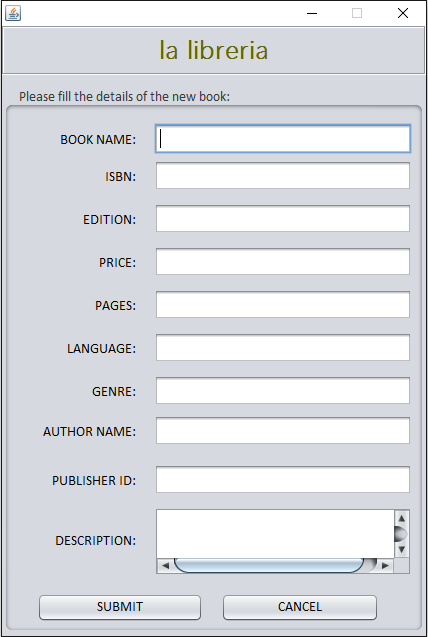 la libreria
Please fill the details of the new book:
BOOK NAME:
ISBN:
EDITION:
PRICE:
PAGES:
LANGUAGE:
GENRE:
AUTHOR NAME:
PUBLISHER ID:
DESCRIPTION:
SUBMIT CANCEL